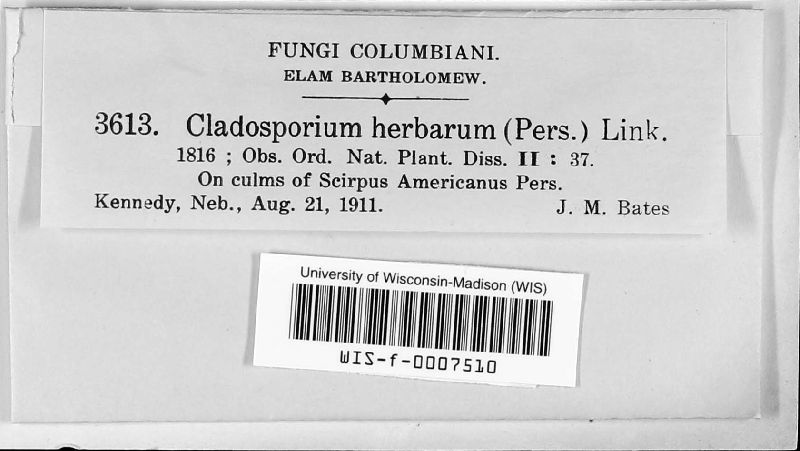 FUNGI COLUMBIANI.
ELAM BARTHOLOMEW.
3613. Cladosporium herbarum (Pers.) Link.
1816 ; Obs. Ord. Nat. Plant. Diss. II : 37.
On culms of Scirpus Americanus Pers.
Kennedy, Neb., Aug. 21, 1911. J. M. Bates
University of Wisconsin-Madison (WIS)
WIS-f-0007510